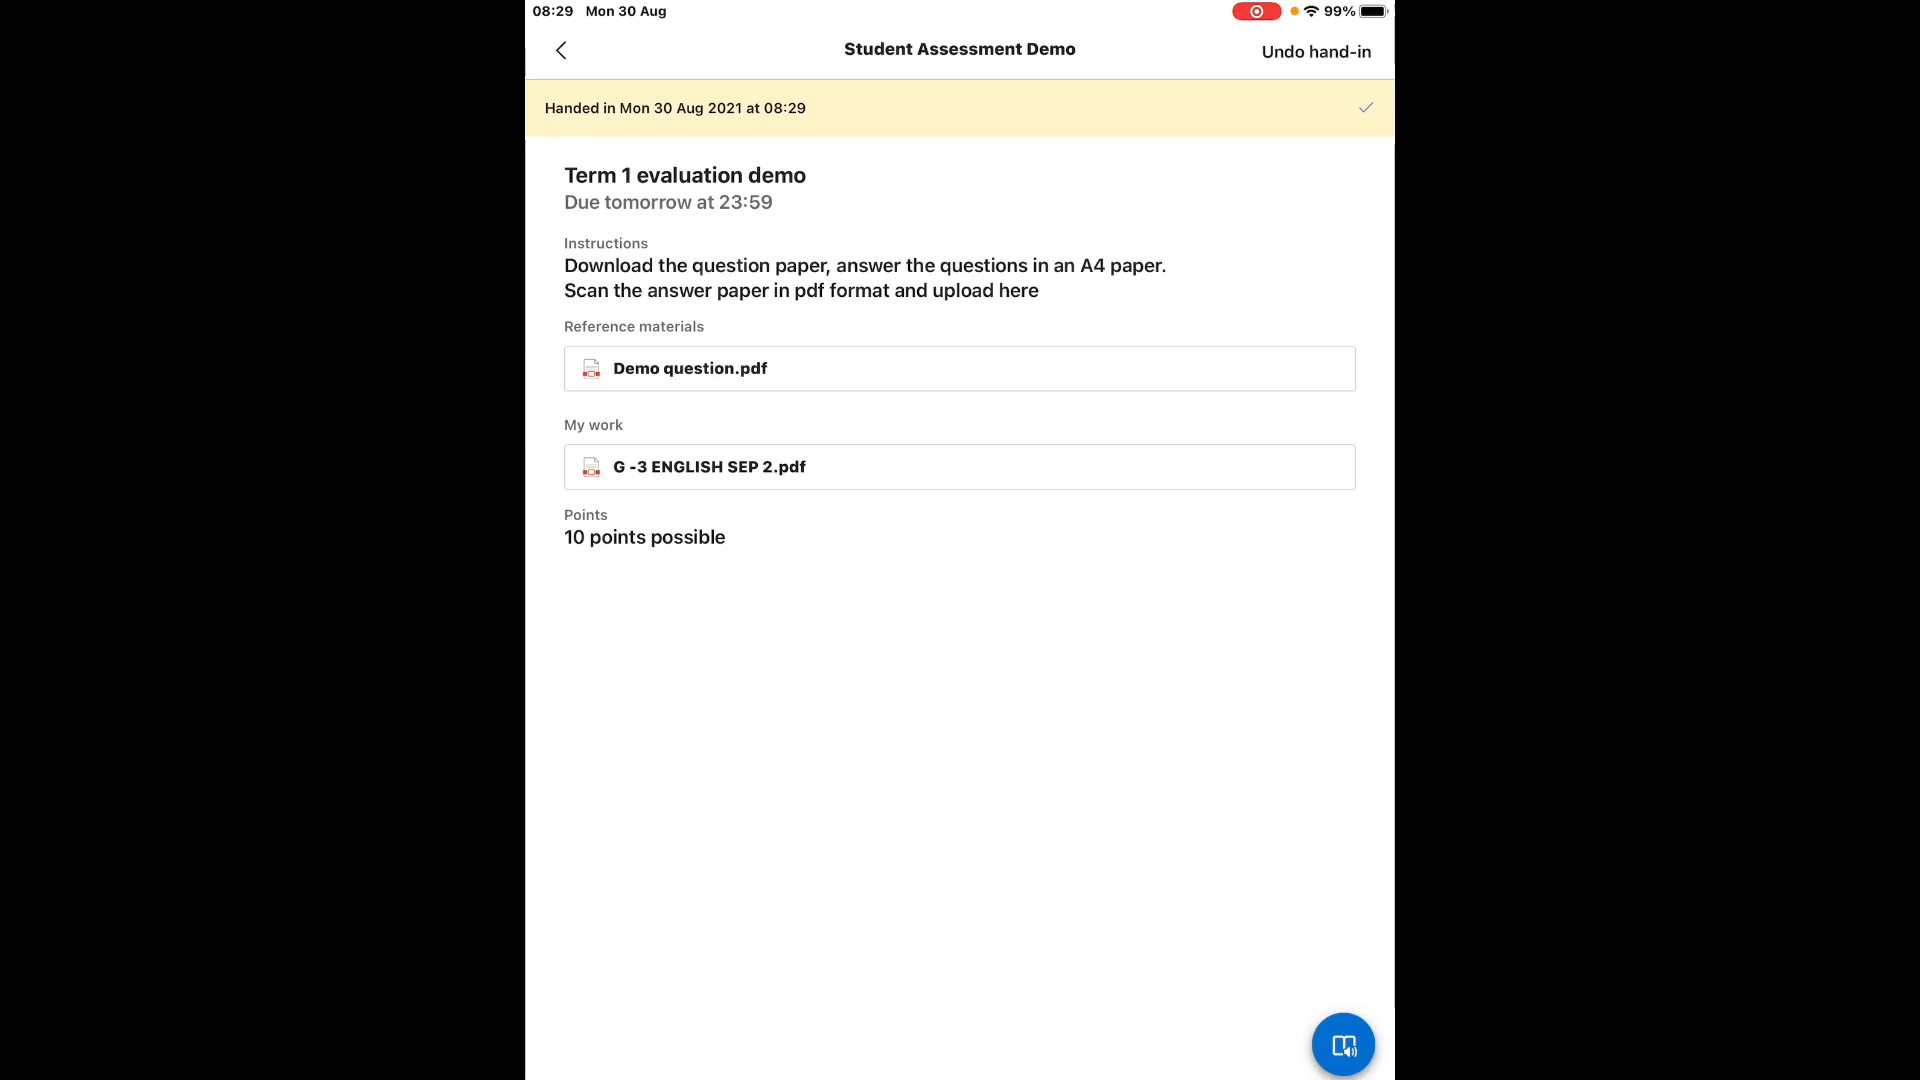 08:29 Mon 30 Aug
99%
Student Assessment Demo
Undo hand-in
Handed in Mon 30 Aug 2021 at 08:29
Term 1 evaluation demo
Due tomorrow at 23:59
Instructions
Download the question paper, answer the questions in an A4 paper.
Scan the answer paper in pdf format and upload here
Reference materials
Demo question.pdf
My work
G -3 ENGLISH SEP 2.pdf
Points
10 points possible